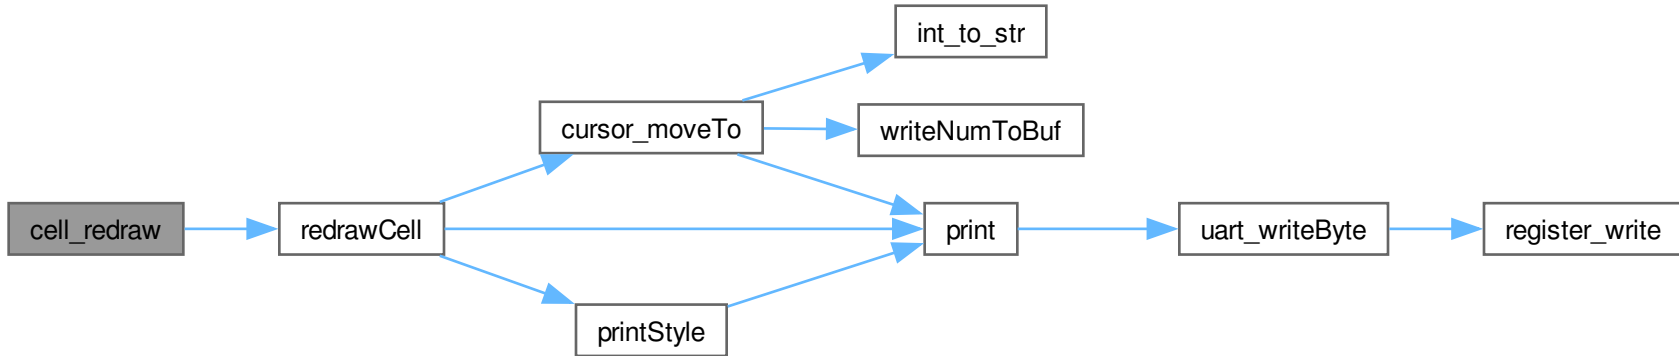 int_to_str
cursor_moveTo
writeNumToBuf
cell_redraw
redrawCell
print
uart_writeByte
register_write
printStyle